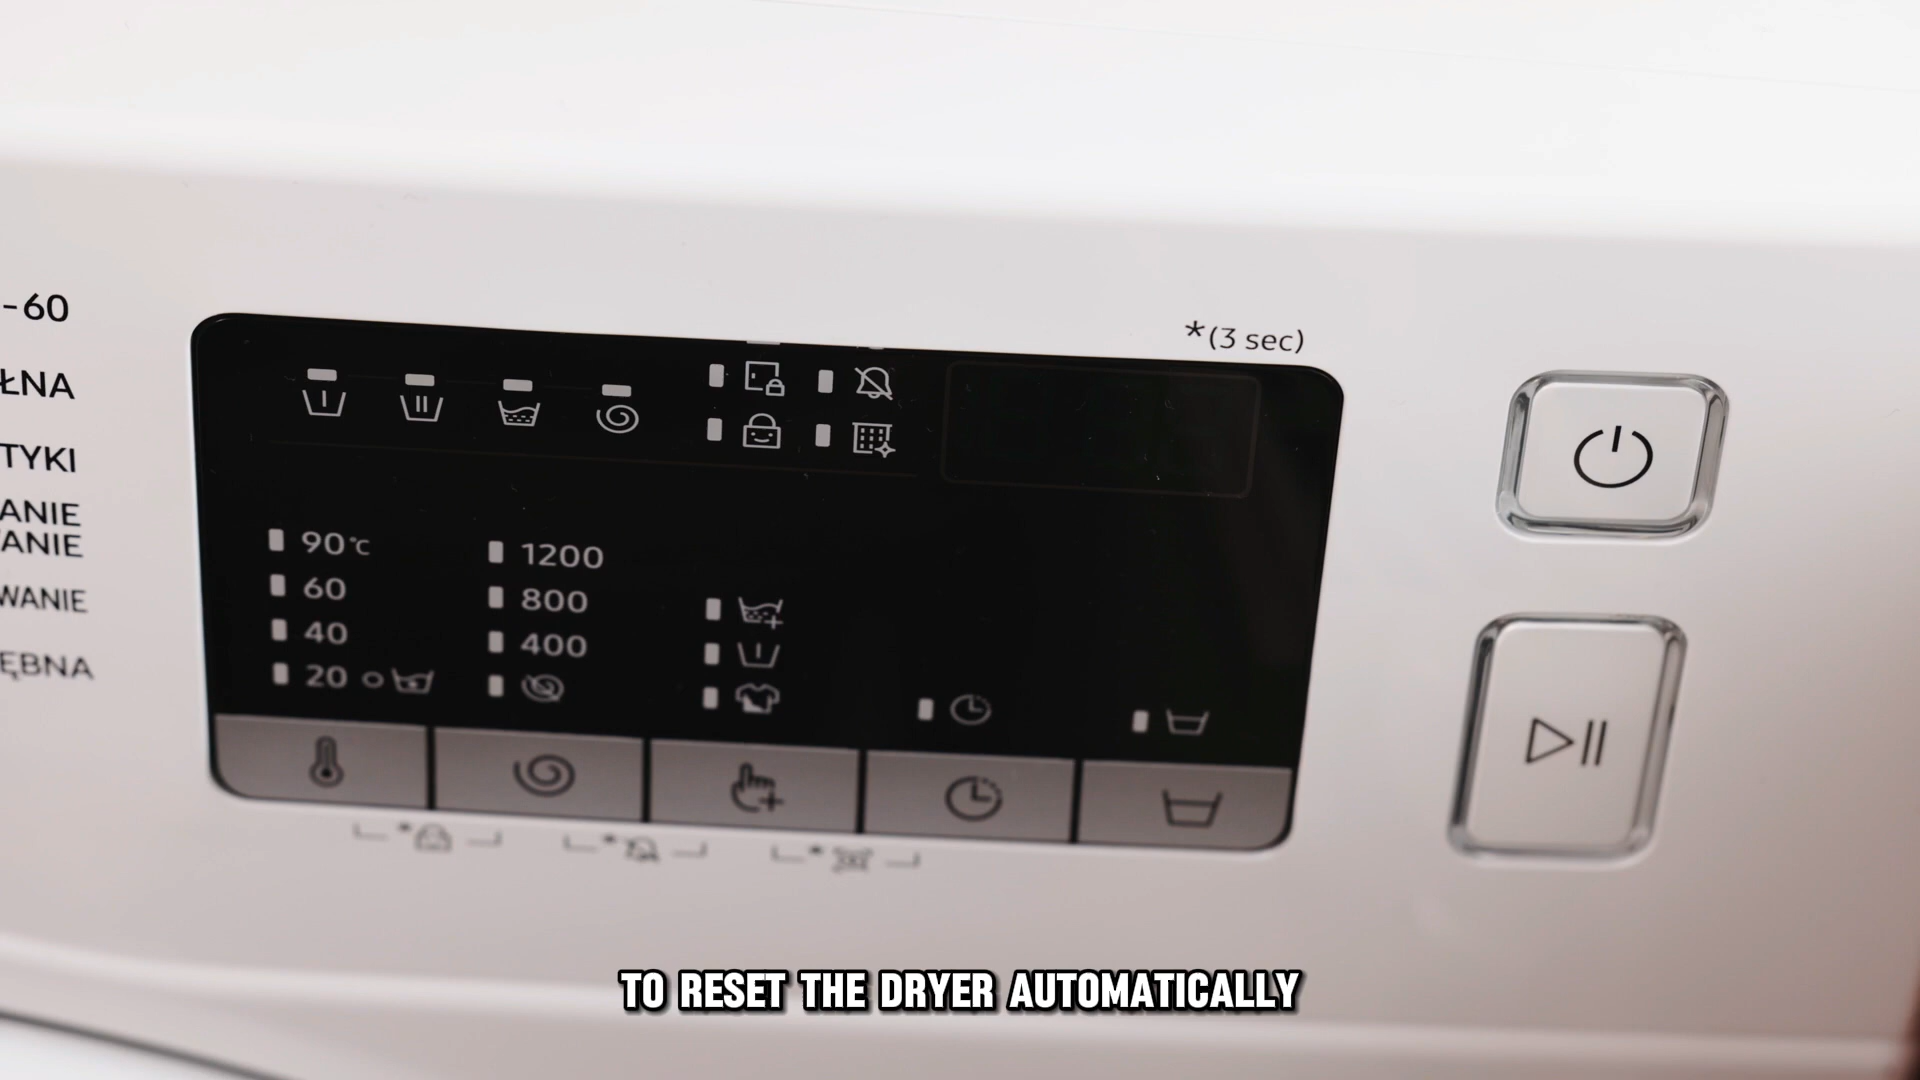 -60
ŁNA
TYKI
ANIE
ANIE
WANIE
ĘBNA
*(3 sec)
90°C
60
40
20
1200
800
400
TO RESET THE DRYER AUTOMATICALLY